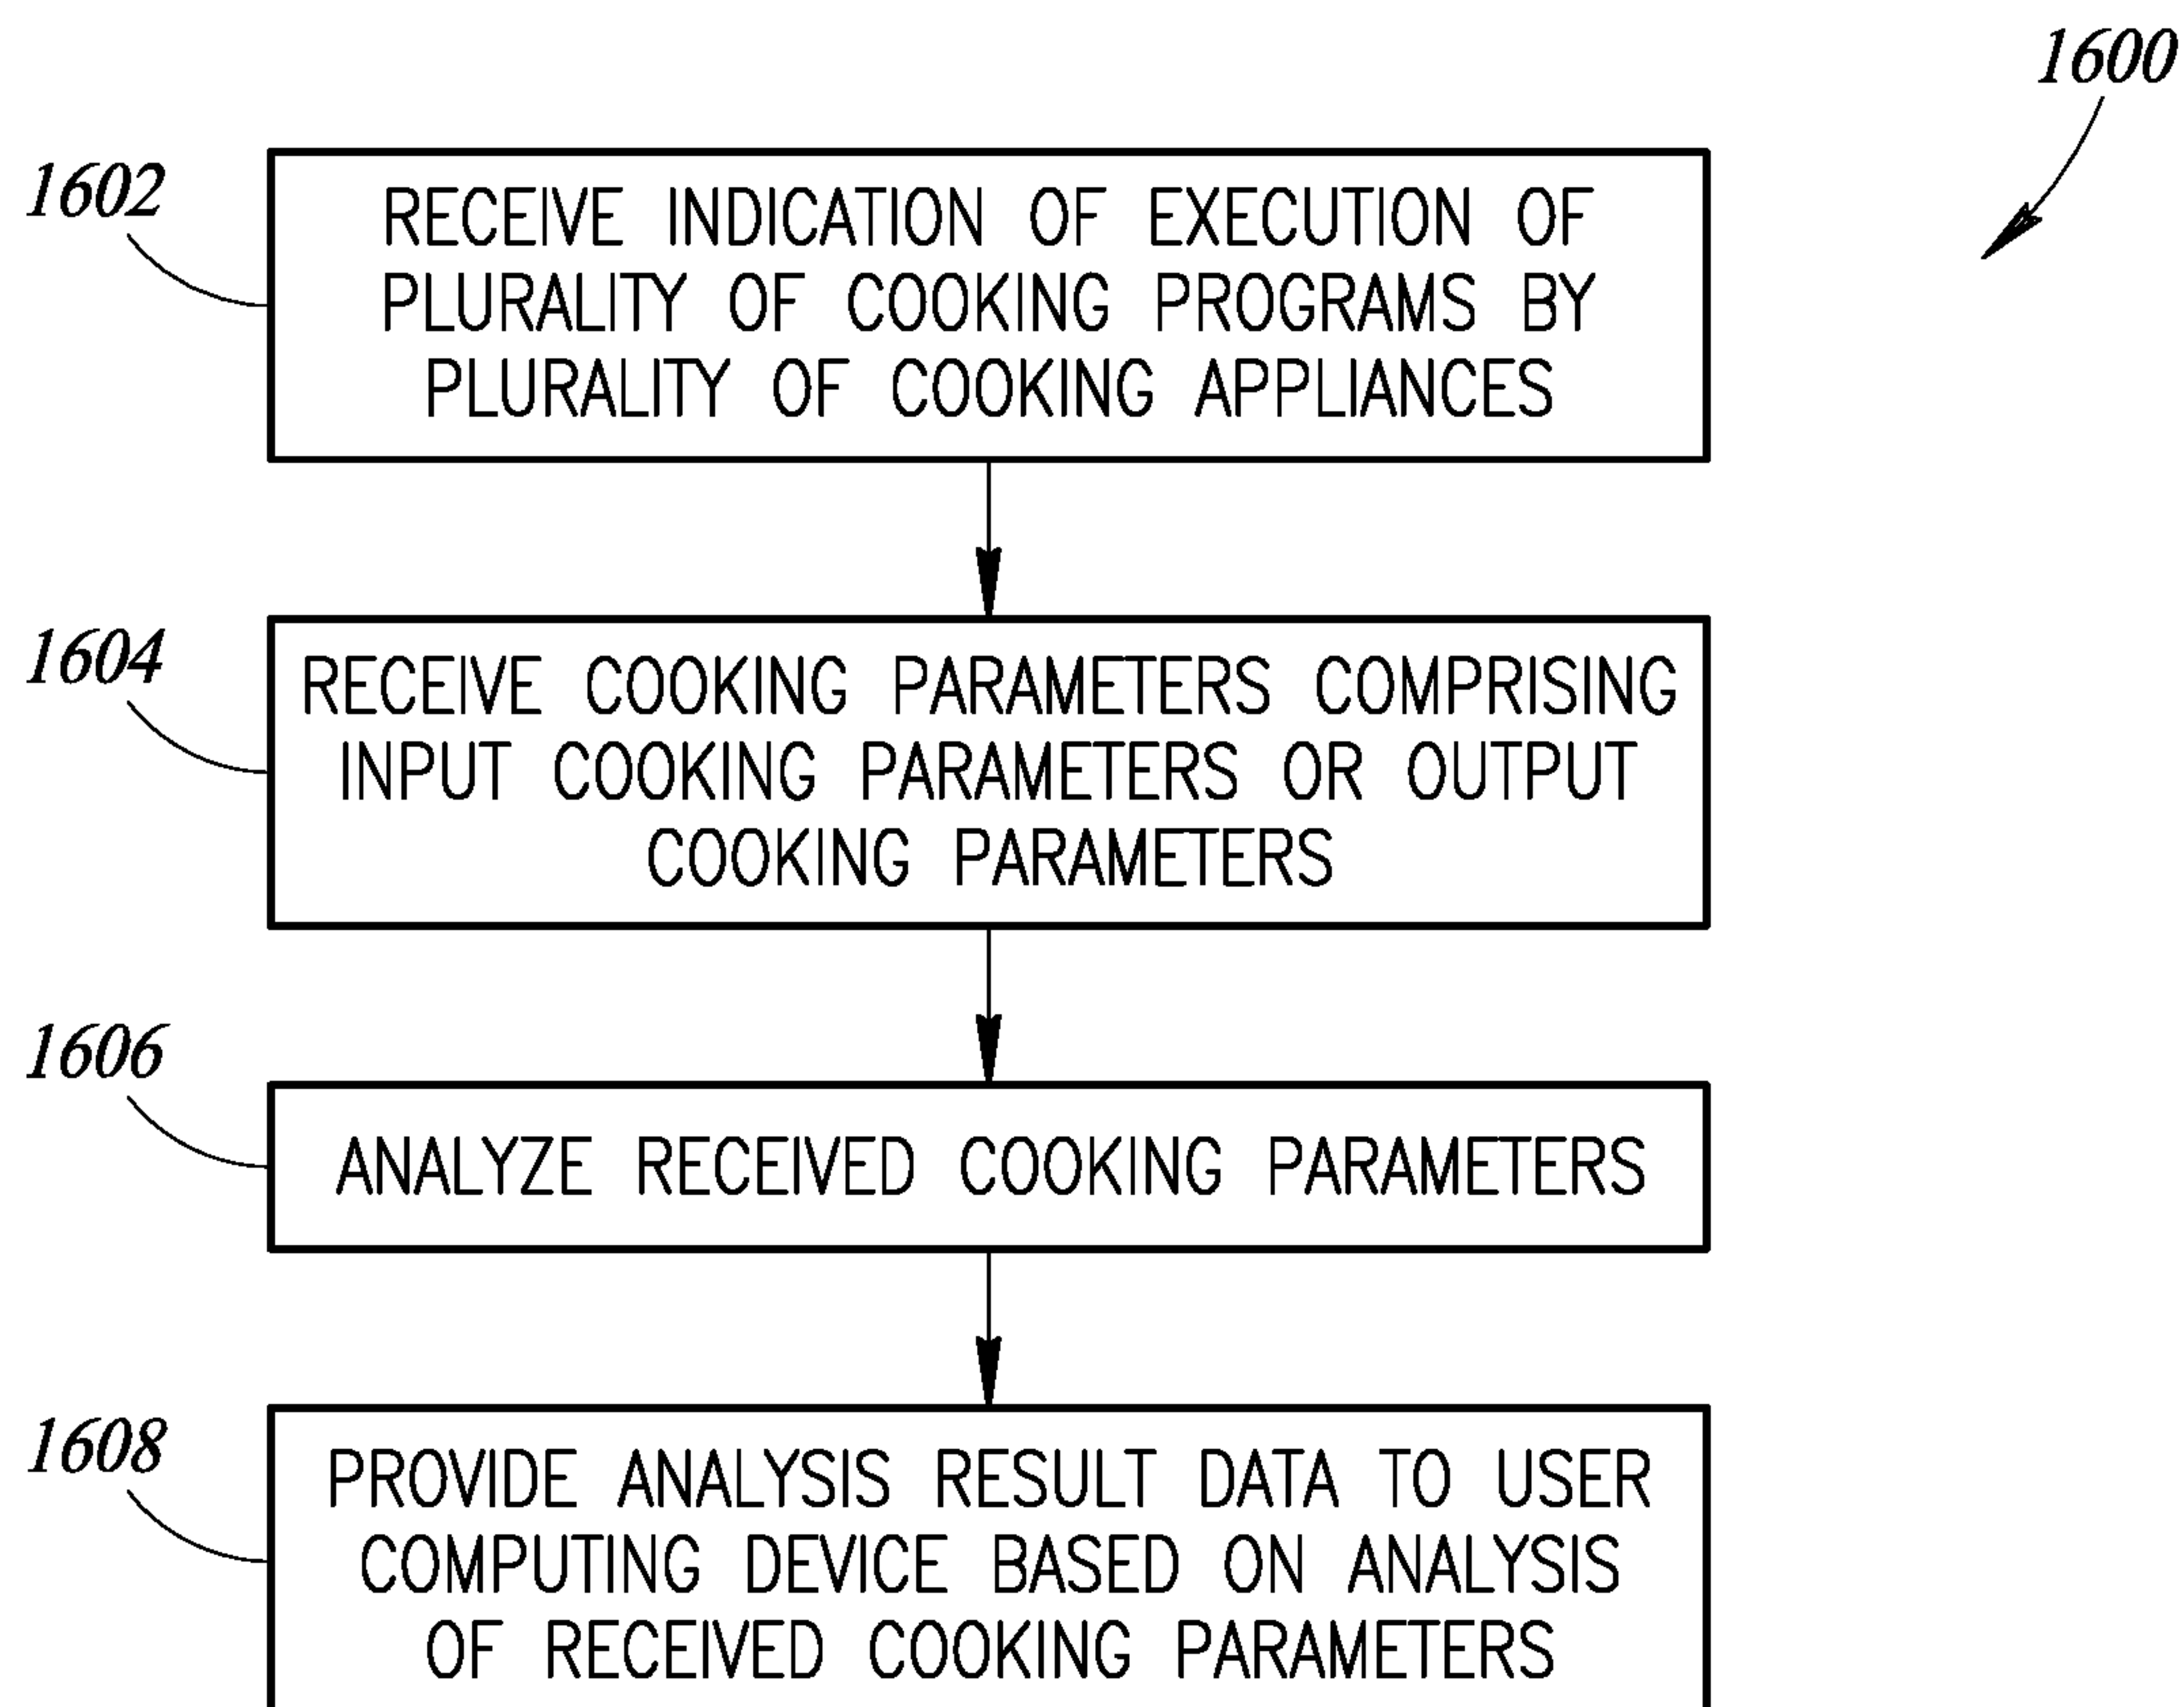 1600
1602
RECEIVE INDICATION OF EXECUTION OF
PLURALITY OF COOKING PROGRAMS BY
PLURALITY OF COOKING APPLIANCES
1604
RECEIVE COOKING PARAMETERS COMPRISING
INPUT COOKING PARAMETERS OR OUTPUT
COOKING PARAMETERS
1606
ANALYZE RECEIVED COOKING PARAMETERS
1608
PROVIDE ANALYSIS RESULT DATA TO USER
COMPUTING DEVICE BASED ON ANALYSIS
OF RECEIVED COOKING PARAMETERS